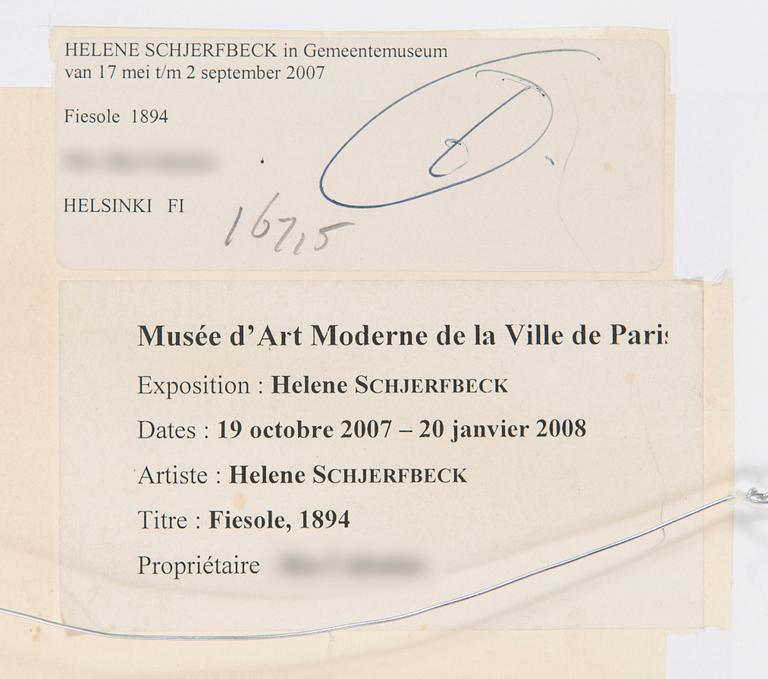 HELENE SCHJERFBECK in Gemeentemuseum
van 17 mei t/m 2 september 2007
Fiesole 1894
HELSINKI FI
167,5
Musée d’Art Moderne de la Ville de Paris
Exposition : Helene SCHJERFBECK
Dates : 19 octobre 2007 – 20 janvier 2008
Artiste : Helene SCHJERFBECK
Titre : Fiesole, 1894
Propriétaire